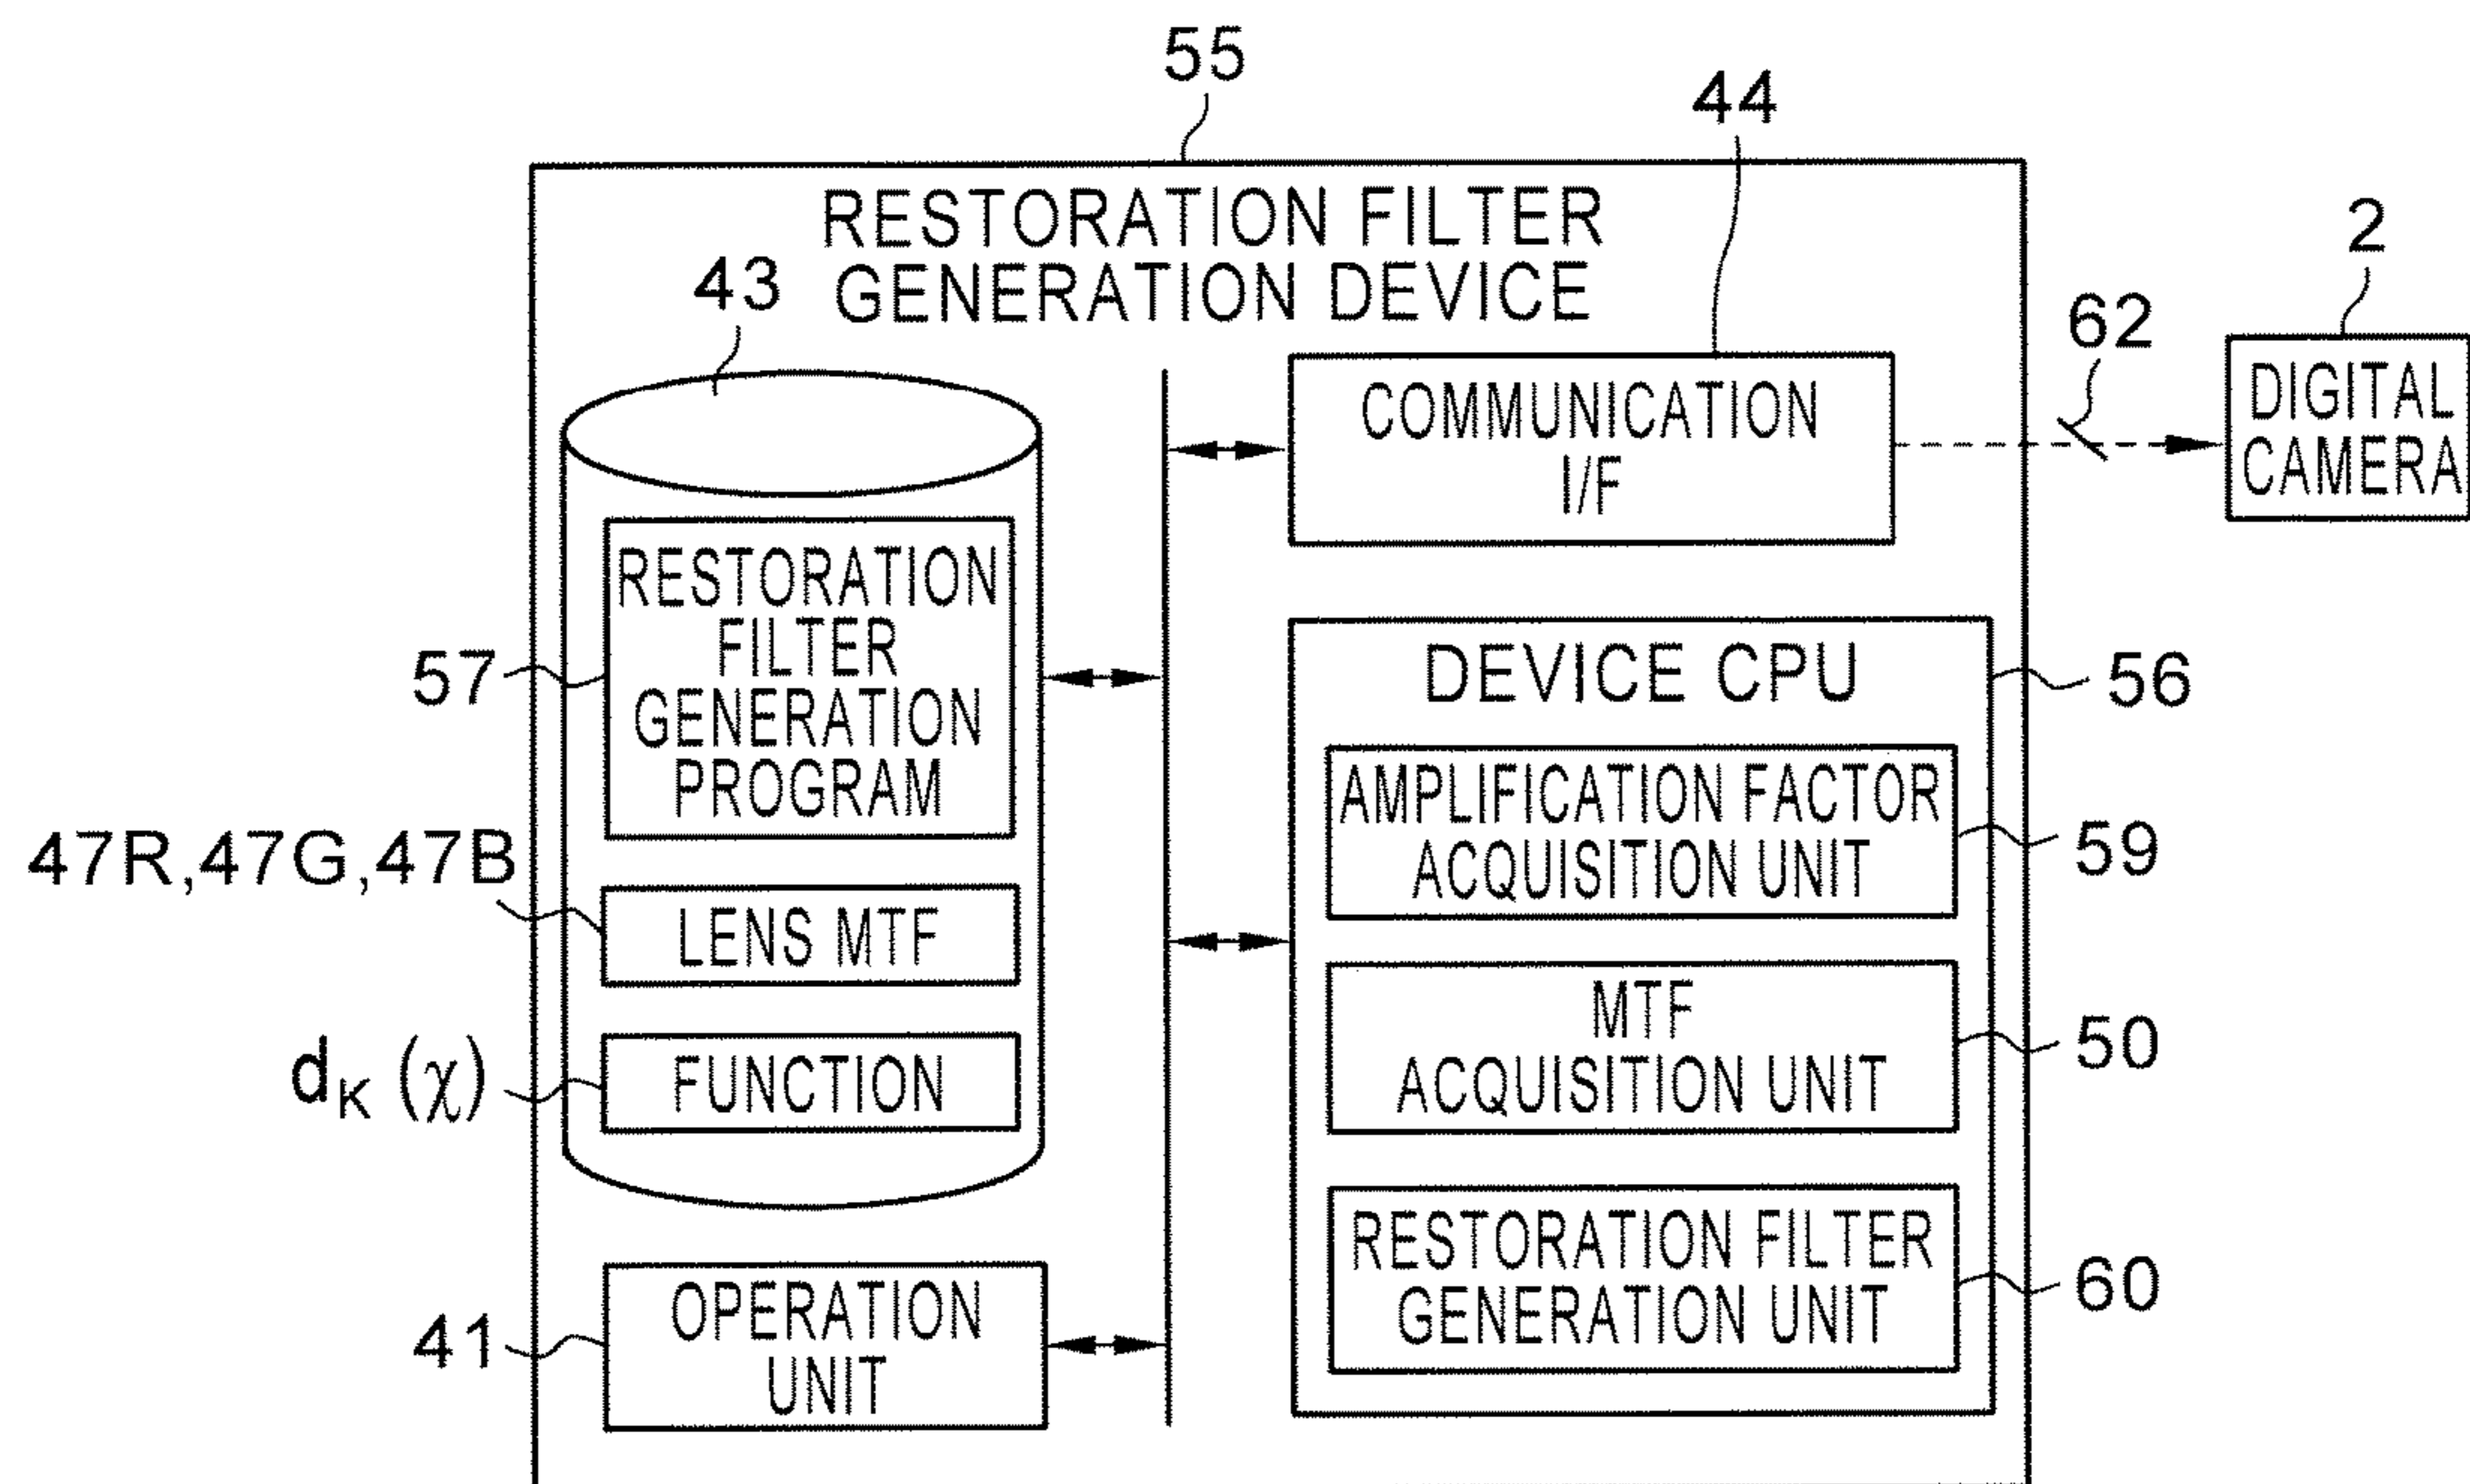 55
44
RESTORATION FILTER
GENERATION DEVICE
2
43
62
COMMUNICATION
I/F
DIGITAL
CAMERA
RESTORATION
FILTER
GENERATION
PROGRAM
57
DEVICE CPU
56
AMPLIFICATION FACTOR
ACQUISITION UNIT
59
47R,47G,47B
LENS MTF
MTF
ACQUISITION UNIT
50
dK (χ)
FUNCTION
RESTORATION FILTER
GENERATION UNIT
60
41
OPERATION
UNIT